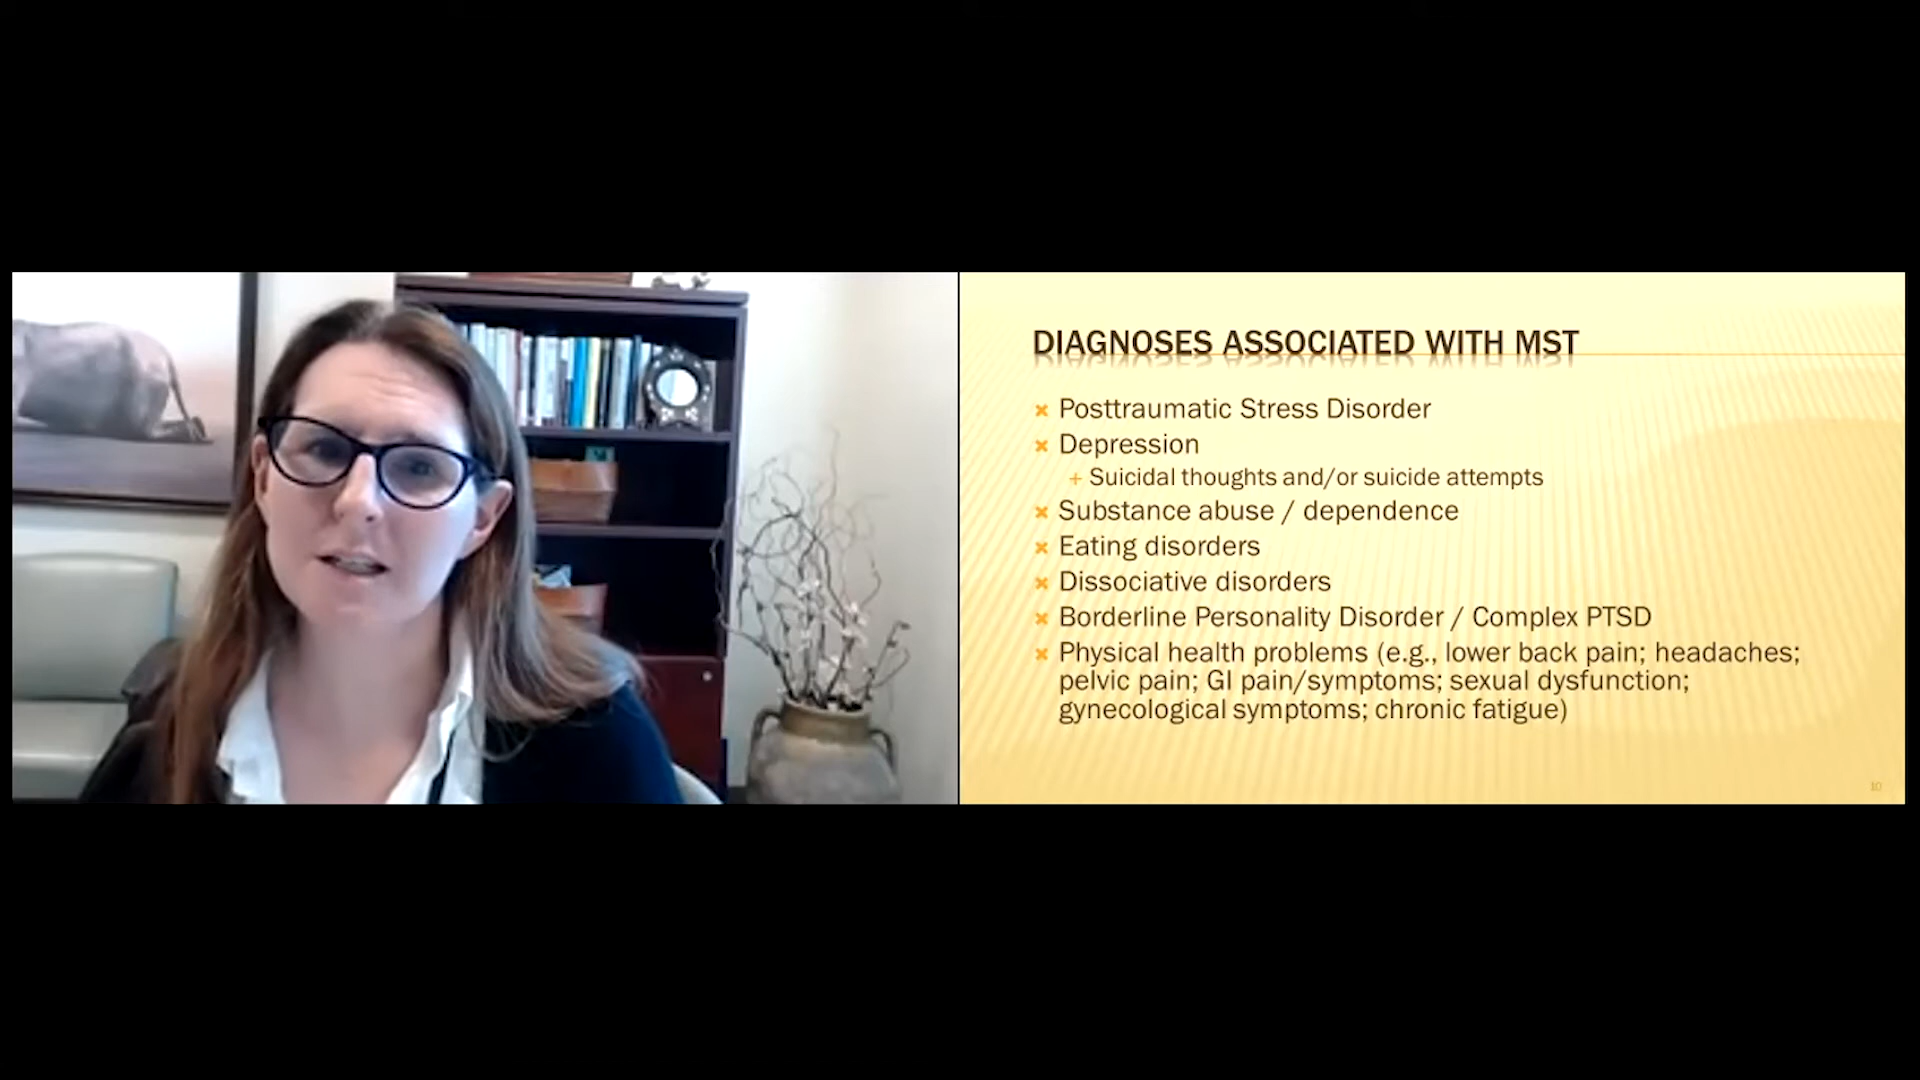 DIAGNOSES ASSOCIATED WITH MST
Posttraumatic Stress Disorder
Depression
Suicidal thoughts and/or suicide attempts
Substance abuse / dependence
Eating disorders
Dissociative disorders
Borderline Personality Disorder / Complex PTSD
Physical health problems (e.g., lower back pain; headaches;
pelvic pain; GI pain/symptoms; sexual dysfunction;
gynecological symptoms; chronic fatigue)
10